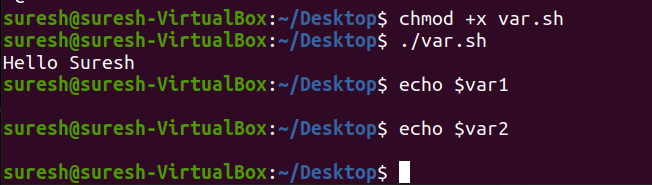 suresh@suresh-VirtualBox:~/Desktop$ chmod +x var.sh
suresh@suresh-VirtualBox:~/Desktop$ ./var.sh
Hello Suresh
suresh@suresh-VirtualBox:~/Desktop$ echo $var1
suresh@suresh-VirtualBox:~/Desktop$ echo $var2
suresh@suresh-VirtualBox:~/Desktop$